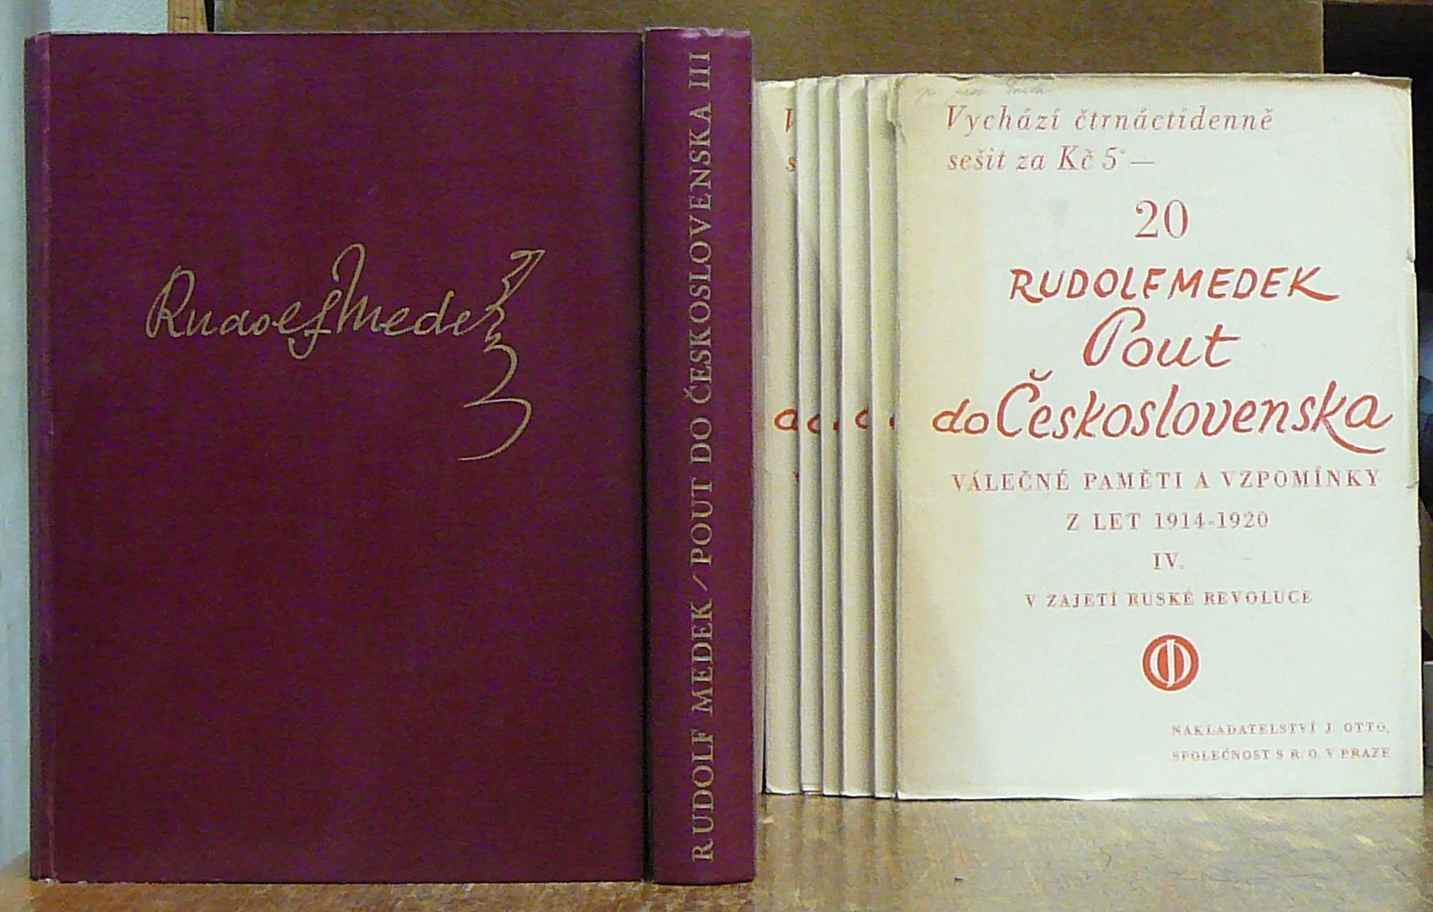 Rudolf Medek
RUDOLF MEDEK / POUT DO ČESKOSLOVENSKA III
Vychází čtrnáctidenně
sešit za Kč 5·—
20
RUDOLF MEDEK
Pout
do Československa
VÁLEČNÉ PAMĚTI A VZPOMÍNKY
Z LET 1914-1920
IV.
V ZAJETÍ RUSKÉ REVOLUCE
NAKLADATELSTVÍ J. OTTO,
SPOLEČNOST S R. O. V PRAZE